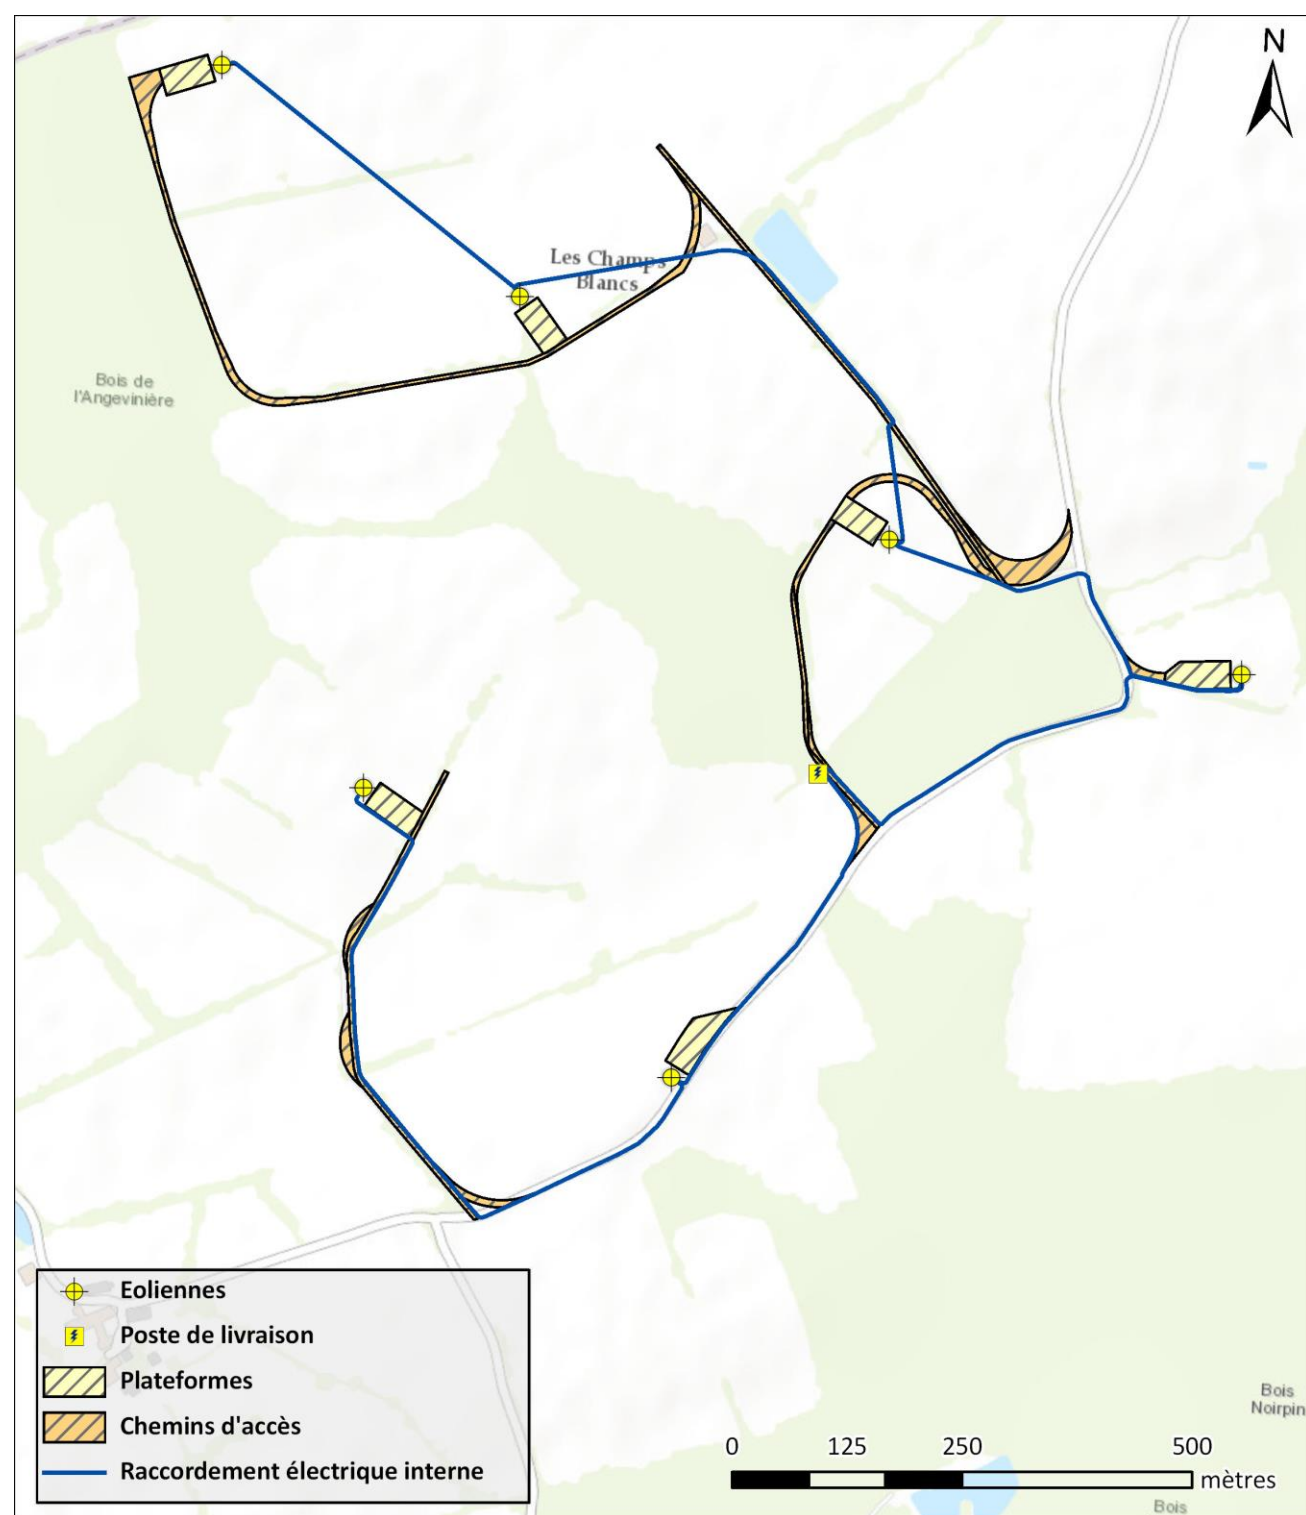 N
Les Champs
Blancs
Bois de
l'Angevinière
Eoliennes
Poste de livraison
Plateformes
Chemins d'accès
Raccordement électrique interne
Bois
Noirpin
0 125 250 500
mètres
Bois